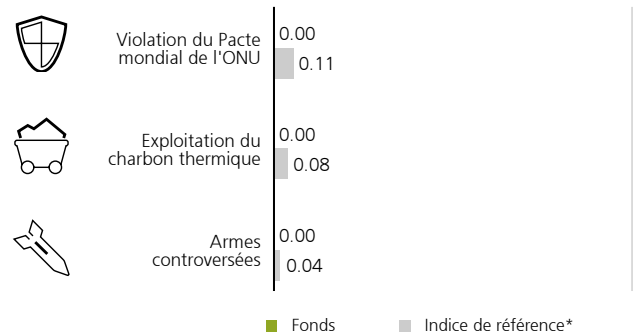 Violation du Pacte
mondial de l'ONU
0.00
0.11
Exploitation du
charbon thermique
0.00
0.08
Armes
controversées
0.00
0.04
Fonds
Indice de référence*